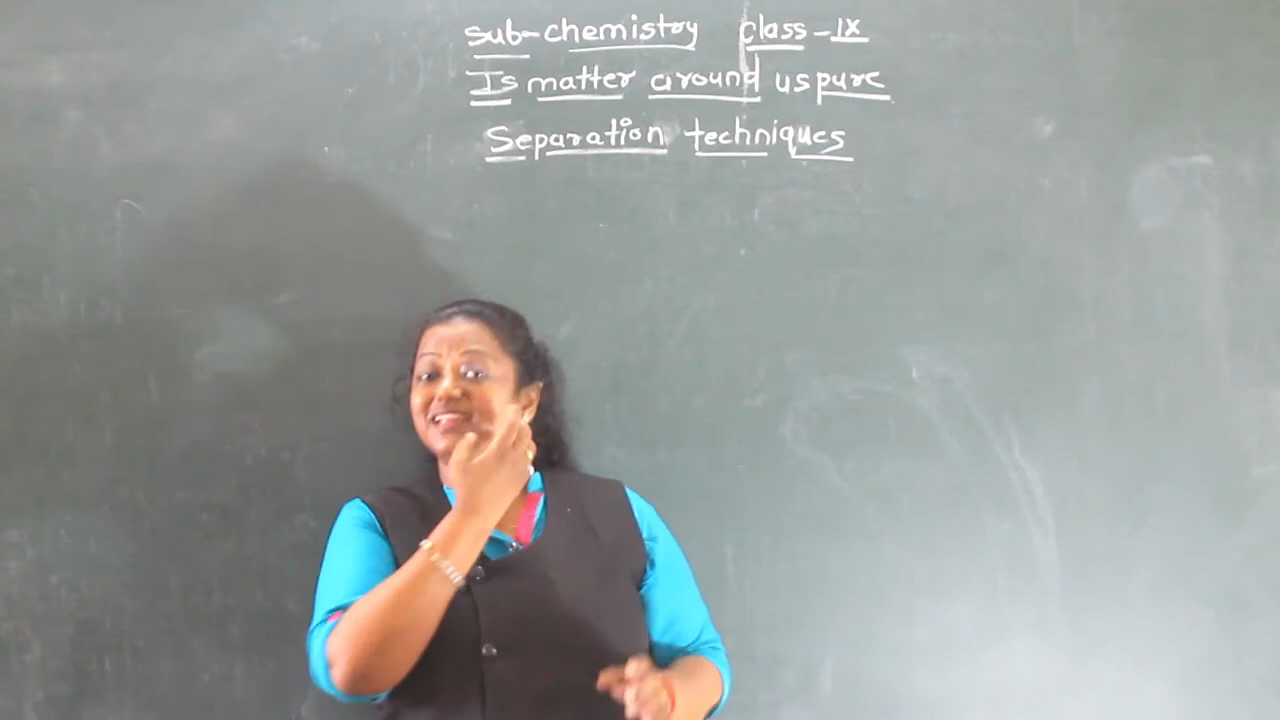 Sub-chemistry class-IX
Is matter around us pure
Separation techniques